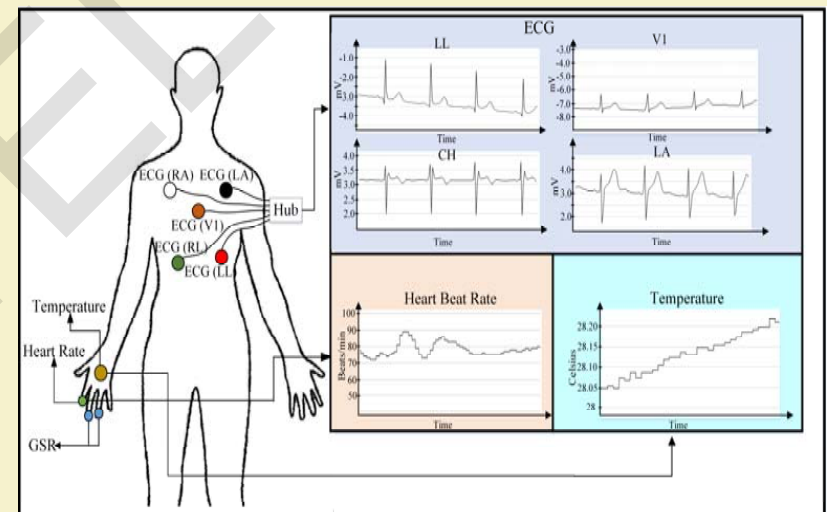 ECG
LL
mV
-1.0
-2.0
-3.0
-4.0
Time
V1
mV
-3.0
-4.0
-5.0
-6.0
-7.0
-8.0
Time
CH
mV
4.0
3.5
3.0
2.5
2.0
Time
LA
mV
4.0
3.0
2.0
Time
ECG (RA) ECG (LA)
ECG (V1)
Hub
ECG (RL)
ECG (LL)
Temperature
Heart Rate
GSR
Heart Beat Rate
Beats/min
100
90
80
70
60
50
Time
Temperature
Celsius
28.20
28.15
28.10
28.05
28
Time